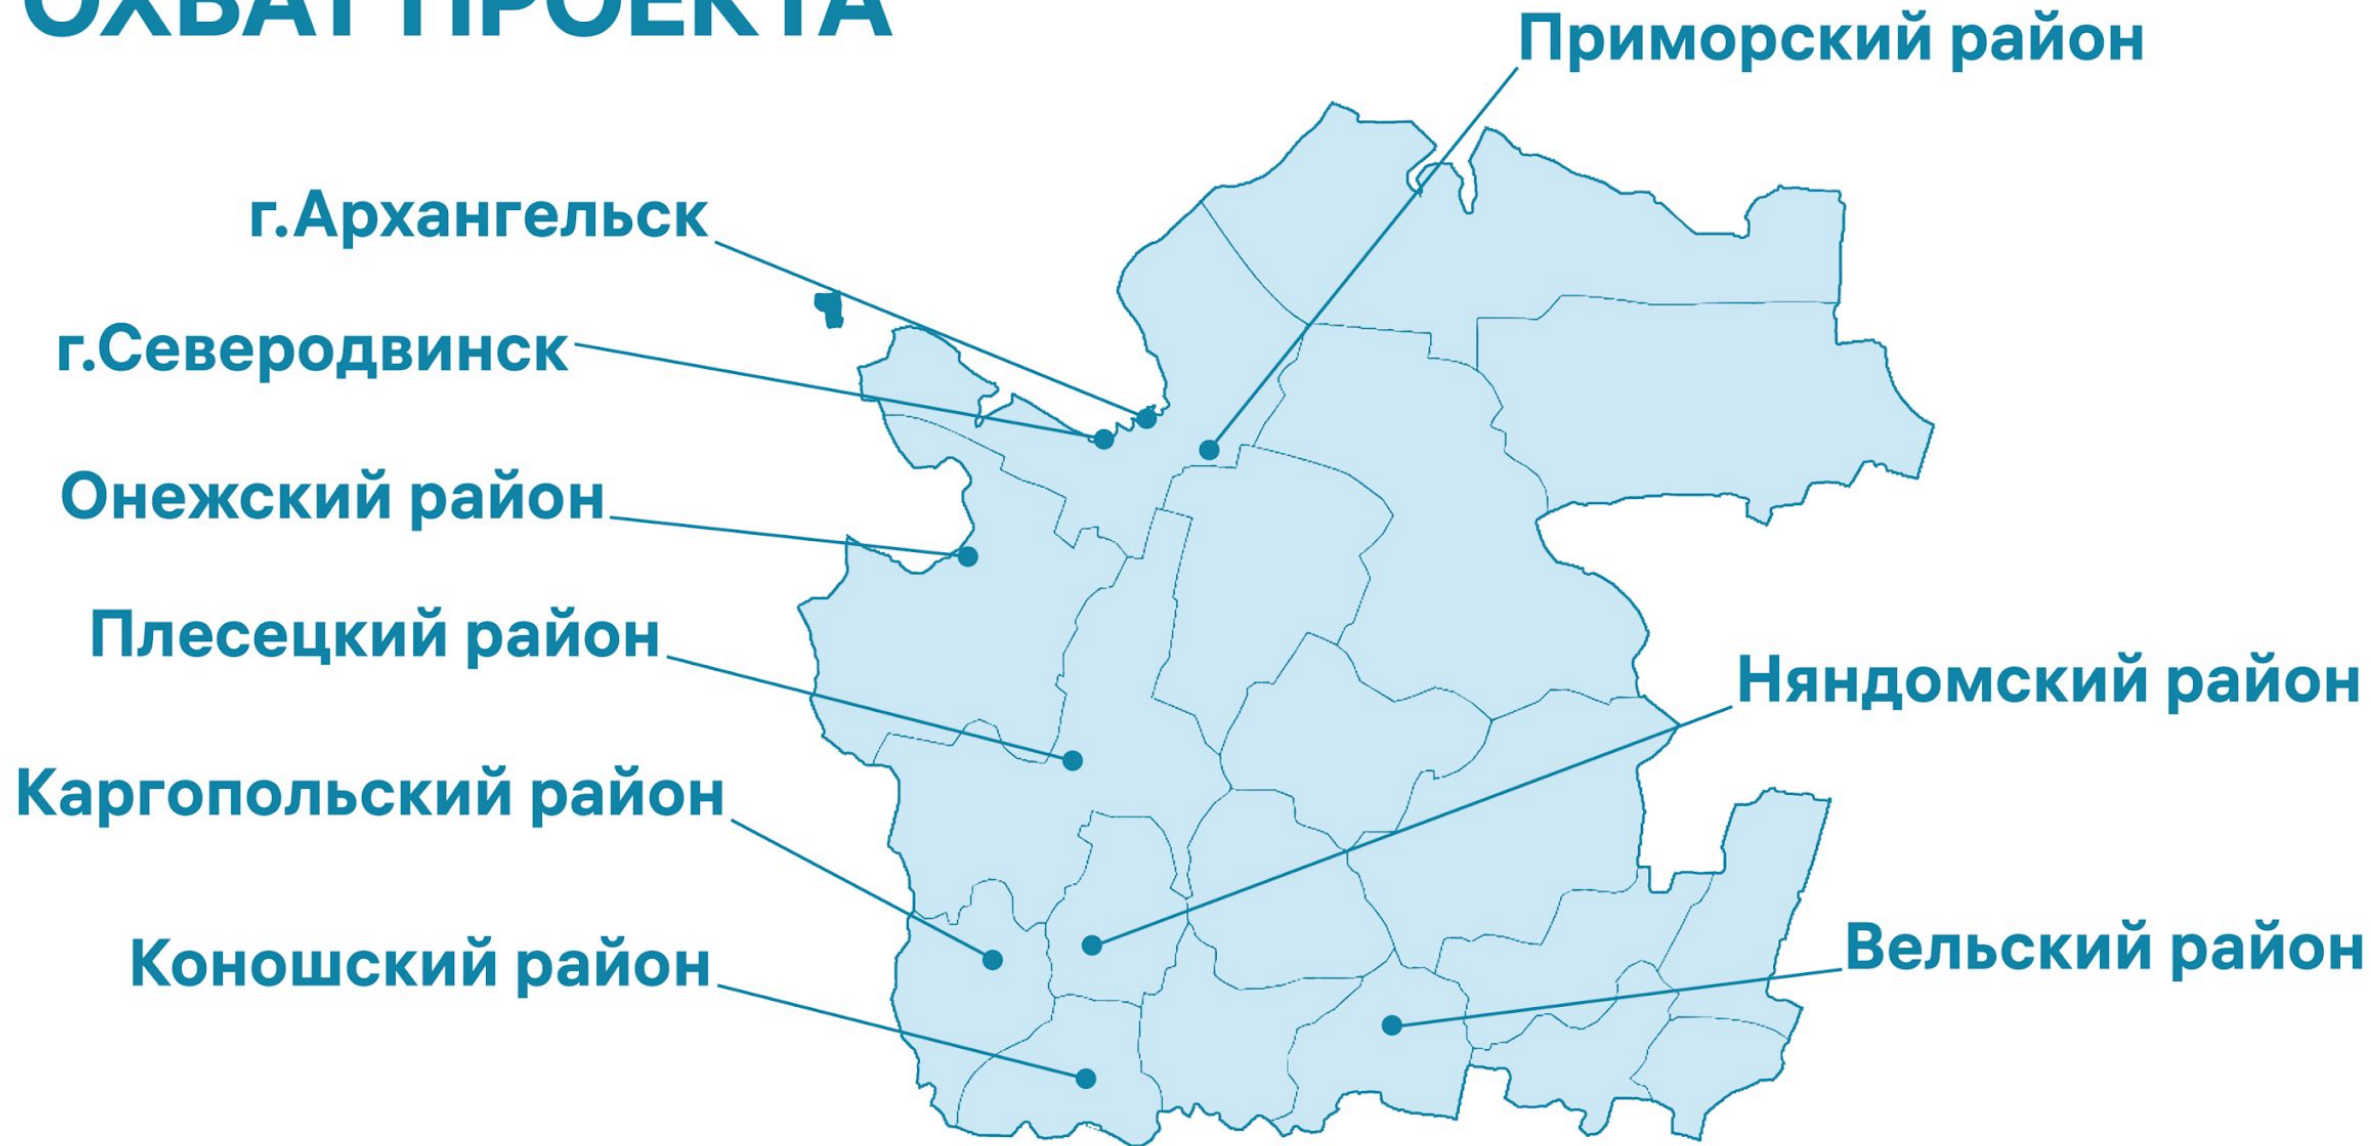 ОХВАТ ПРОЕКТА
Приморский район
г.Архангельск
г.Северодвинск
Онежский район
Плесецкий район
Няндомский район
Каргопольский район
Вельский район
Коношский район